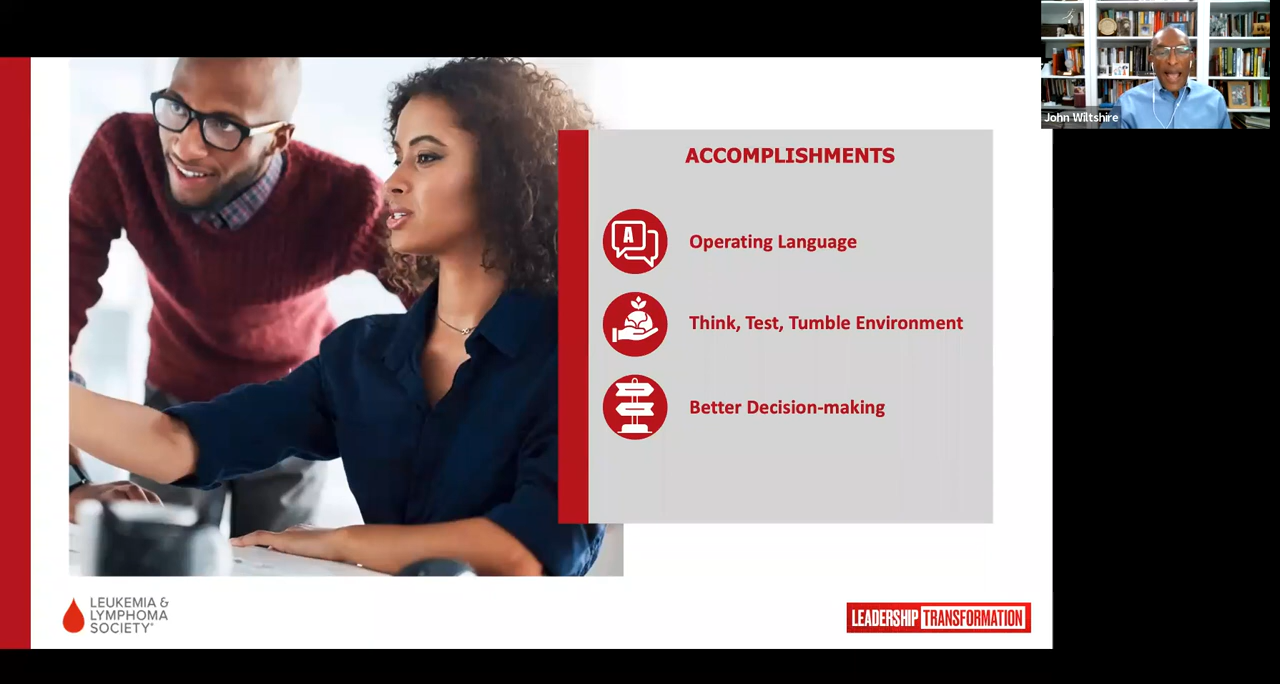 John Wiltshire
ACCOMPLISHMENTS
A
Operating Language
Think, Test, Tumble Environment
Better Decision-making
LEUKEMIA &
LYMPHOMA
SOCIETY®
LEADERSHIP TRANSFORMATION